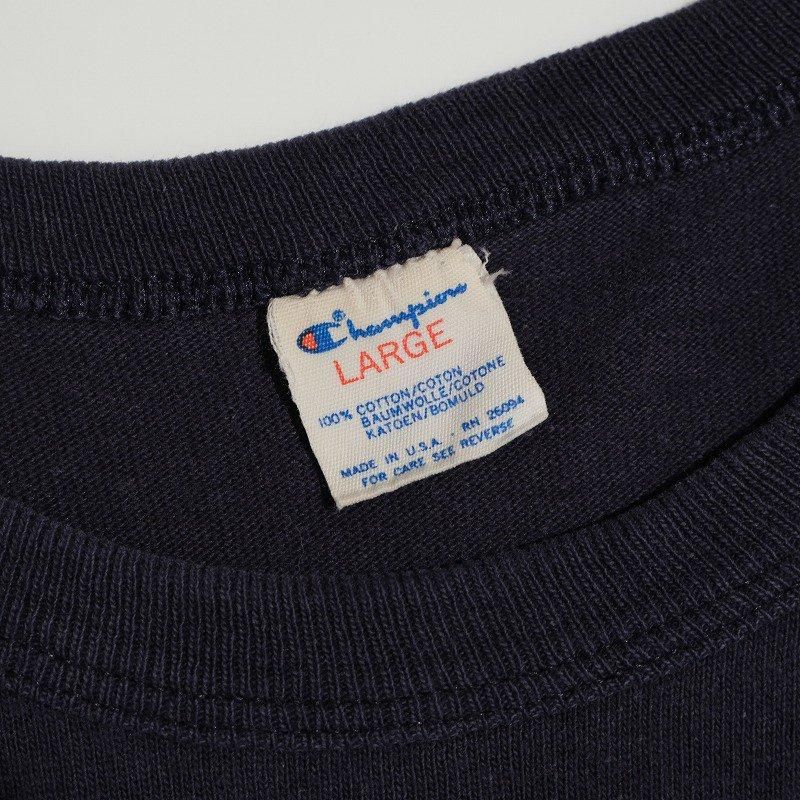 Champion®
LARGE
100% COTTON/COTON
BAUMWOLLE/COTONE
KATOEN/BOMULD
MADE IN U.S.A. - RN 26094
FOR CARE SEE REVERSE